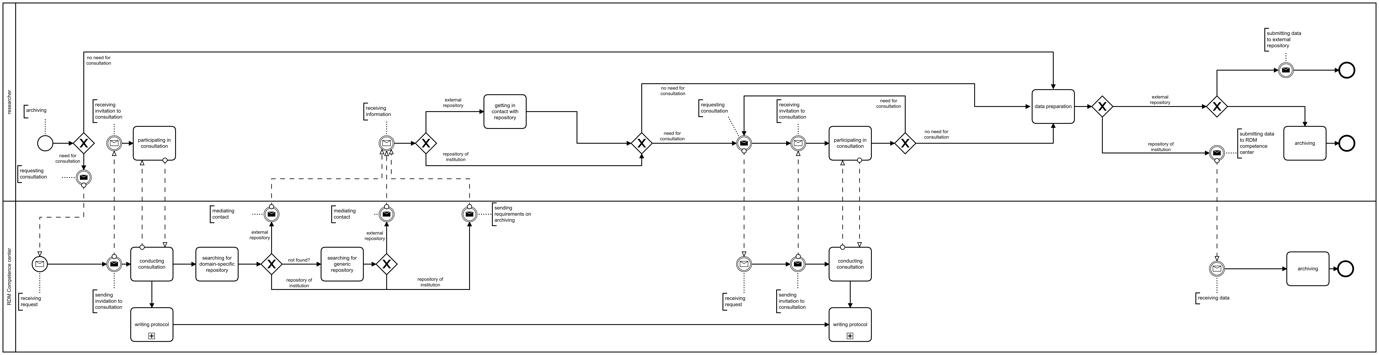 researcher
archiving
no need for
consultation
need for
consultation
requesting
consultation
receiving
invitation to
consultation
participating in
consultation
receiving
information
external
repository
getting in
contact with
repository
repository of
institution
no need for
consultation
need for
consultation
requesting
consultation
receiving
invitation to
consultation
participating in
consultation
need for
consultation
no need for
consultation
data preparation
external
repository
repository of
institution
submitting data
to external
repository
archiving
submitting data
to RDM
competence
center
RDM Competence center
receiving
request
sending
invidation to
consultation
conducting
consultation
writing protocol
searching for
domain-specific
repository
mediating
contact
external
repository
not found?
repository of
institution
searching for
generic
repository
mediating
contact
external
repository
repository of
institution
sending
requirements on
archiving
receiving
request
sending
invitation to
consultation
conducting
consultation
writing protocol
receiving data
archiving